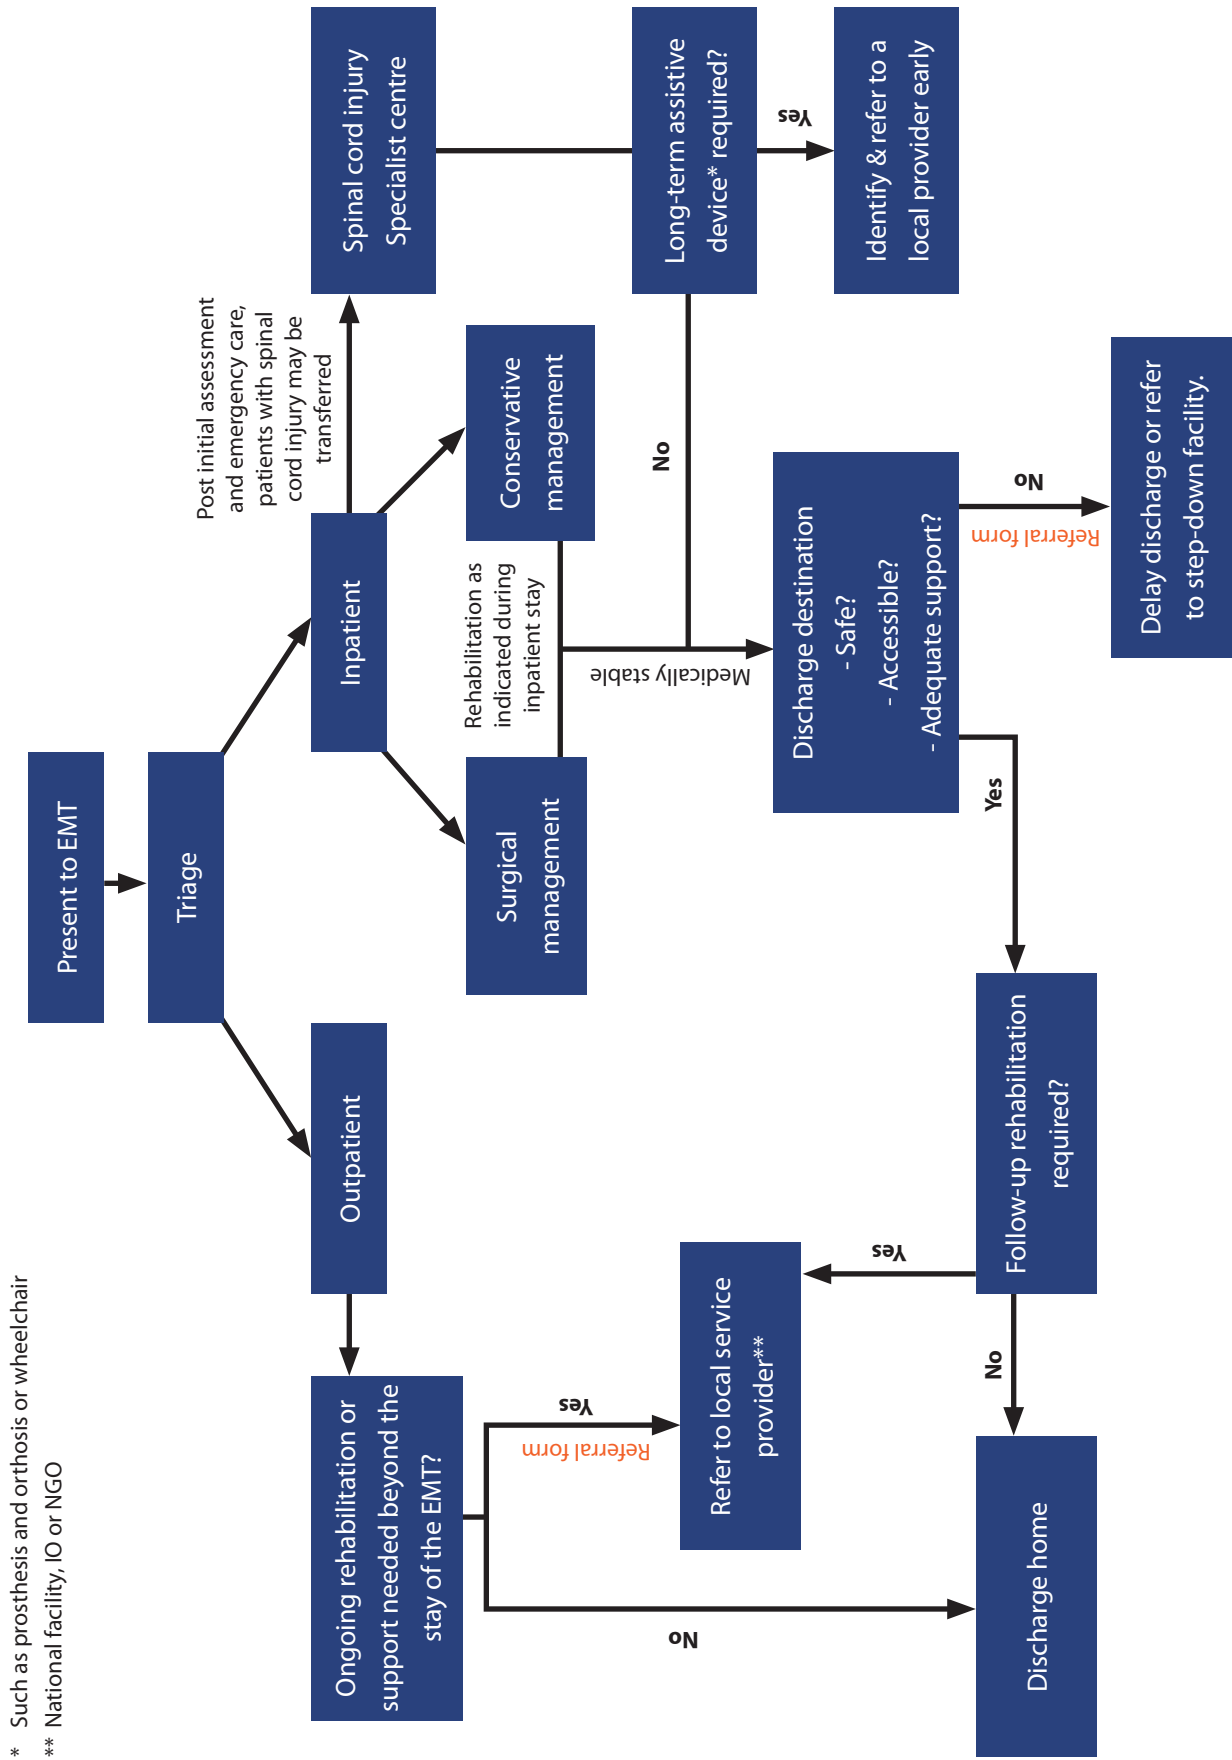 Present to EMT
Triage
Outpatient
Inpatient
Post initial assessment
and emergency care,
patients with spinal
cord injury may be
transferred
Spinal cord injury
Specialist centre
Ongoing rehabilitation or
support needed beyond the
stay of the EMT?
Surgical
management
Rehabilitation as
indicated during
inpatient stay
Conservative
management
Yes
Referral form
No
Medically stable
No
Long-term assistive
device* required?
Yes
Refer to local service
provider**
Discharge destination
- Safe?
- Accessible?
- Adequate support?
Identify & refer to a
local provider early
Yes
Yes
No
Referral form
No
Discharge home
Follow-up rehabilitation
required?
Delay discharge or refer
to step-down facility.
* Such as prosthesis and orthosis or wheelchair
** National facility, IO or NGO